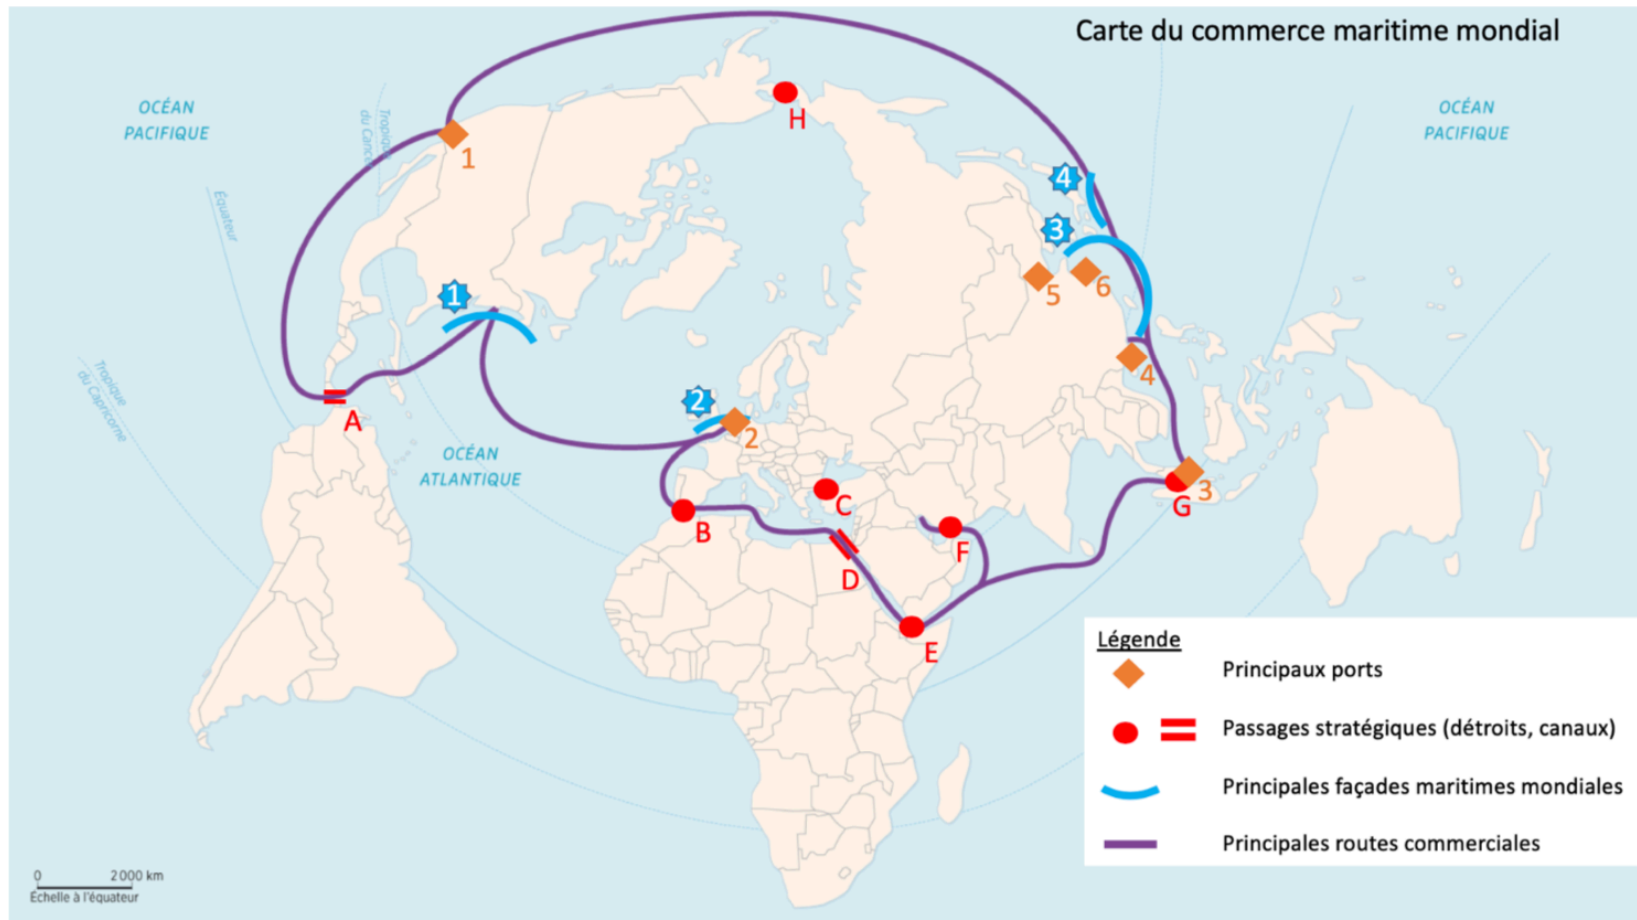 Carte du commerce maritime mondial
OCÉAN
PACIFIQUE
OCÉAN
PACIFIQUE
Tropique
du Cancer
H
1
4
Équateur
3
5
6
1
4
Tropique
du Capricorne
2
A
2
OCÉAN
ATLANTIQUE
C
3
G
B
F
D
E
Légende
Principaux ports
Passages stratégiques (détroits, canaux)
Principales façades maritimes mondiales
Principales routes commerciales
0 2 000 km
Échelle à l'équateur